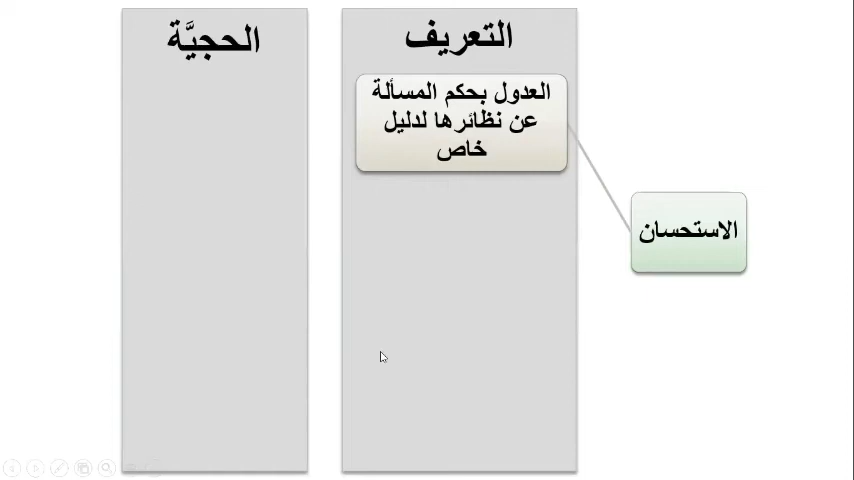 التعريف
الحجيَّة
العدول بحكم المسألة
عن نظائرها لدليل
خاص
الاستحسان